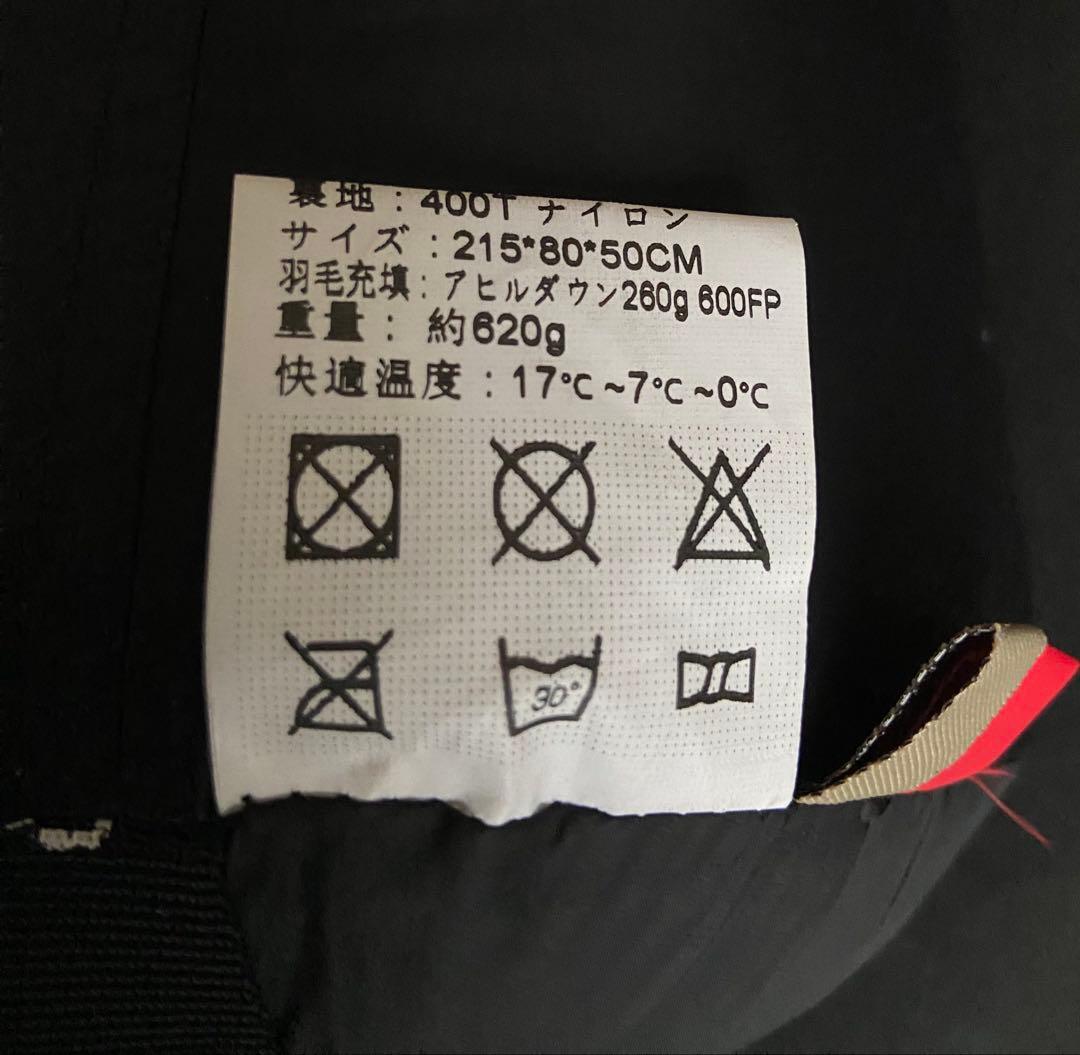 裏地：400T ナイロン
サイズ：215*80*50CM
羽毛充填：アヒルダウン260g 600FP
重量：約620g
快適温度：17℃~7℃~0℃
30°